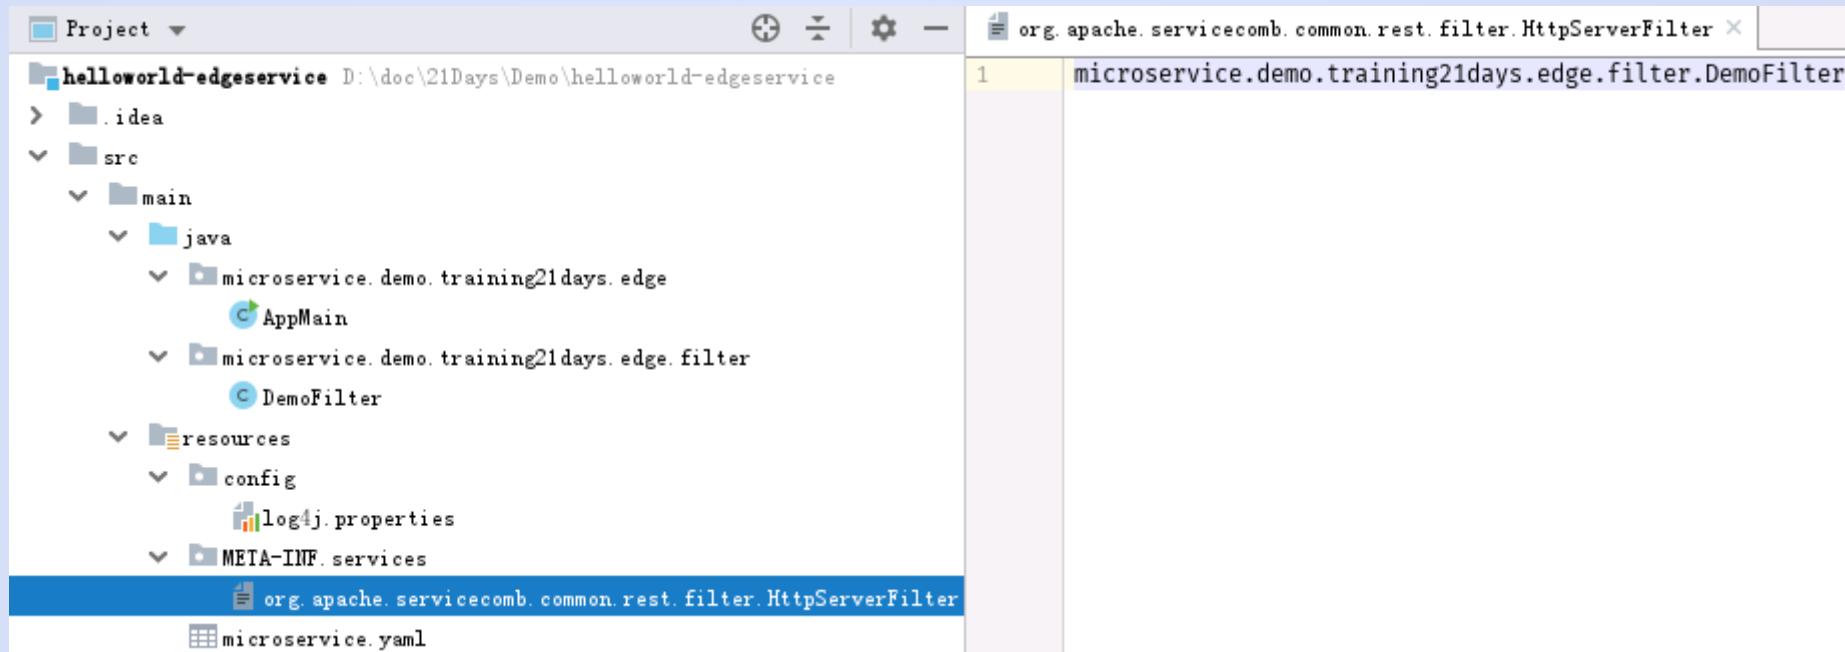 Project
helloworld-edgeservice D:\doc\21Days\Demo\helloworld-edgeservice
.idea
src
main
java
microservice.demo.training21days.edge
AppMain
microservice.demo.training21days.edge.filter
DemoFilter
resources
config
log4j.properties
META-INF.services
org.apache.servicecomb.common.rest.filter.HttpServerFilter
microservice.yaml
org.apache.servicecomb.common.rest.filter.HttpServerFilter
1 microservice.demo.training21days.edge.filter.DemoFilter